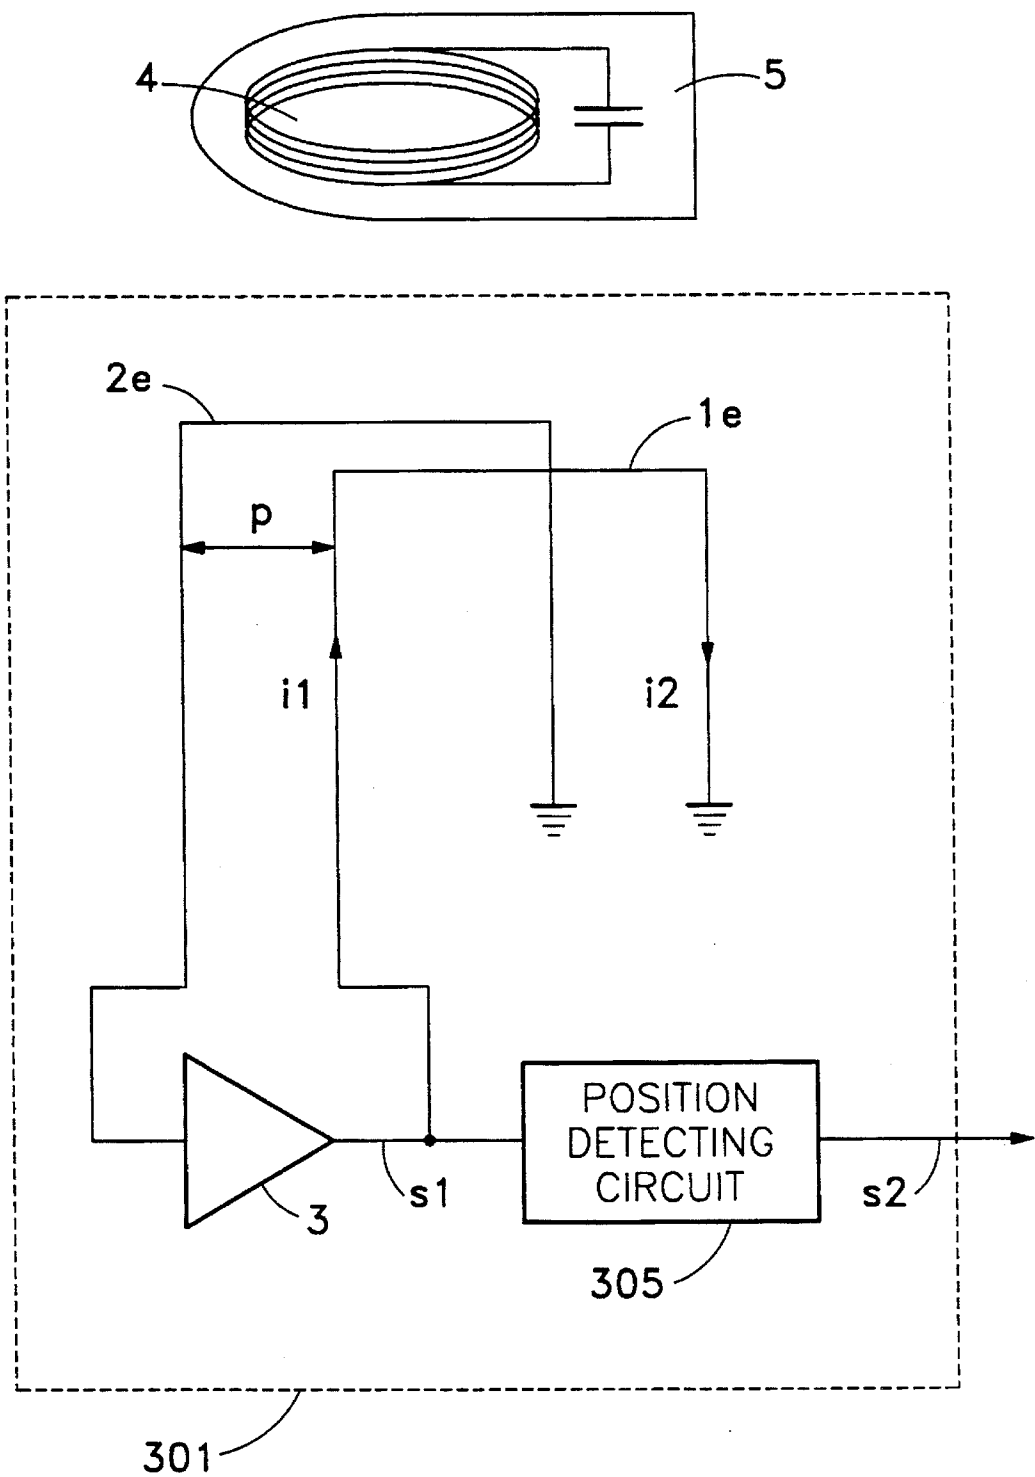 4
5
2e
1e
p
i1
i2
POSITION
DETECTING
CIRCUIT
s1
s2
3
305
301